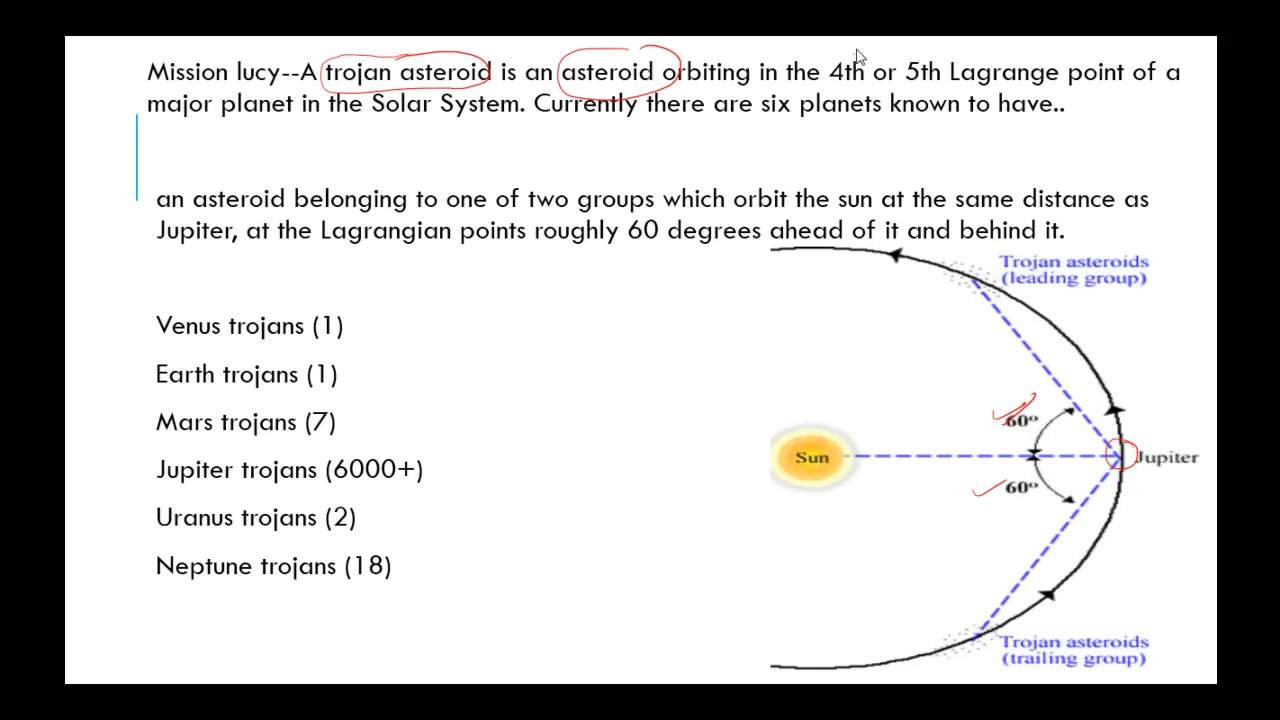 Mission lucy--A trojan asteroid is an asteroid orbiting in the 4th or 5th Lagrange point of a
major planet in the Solar System. Currently there are six planets known to have..
an asteroid belonging to one of two groups which orbit the sun at the same distance as
Jupiter, at the Lagrangian points roughly 60 degrees ahead of it and behind it.
Trojan asteroids
(leading group)
Venus trojans (1)
Earth trojans (1)
Mars trojans (7)
Jupiter trojans (6000+)
Uranus trojans (2)
Neptune trojans (18)
60°
Sun
Jupiter
60°
Trojan asteroids
(trailing group)